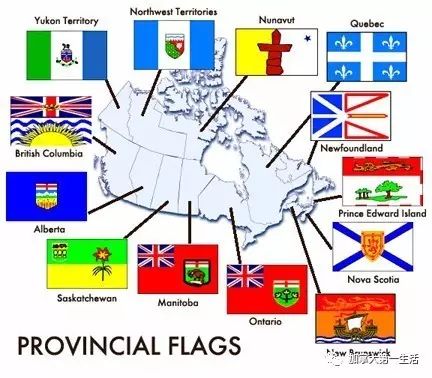 Yukon Territory
Northwest Territories
Nunavut
Quebec
British Columbia
Newfoundland
Alberta
Prince Edward Island
Saskatchewan
Manitoba
Ontario
Nova Scotia
New Brunswick
PROVINCIAL FLAGS
加拿大第一生活